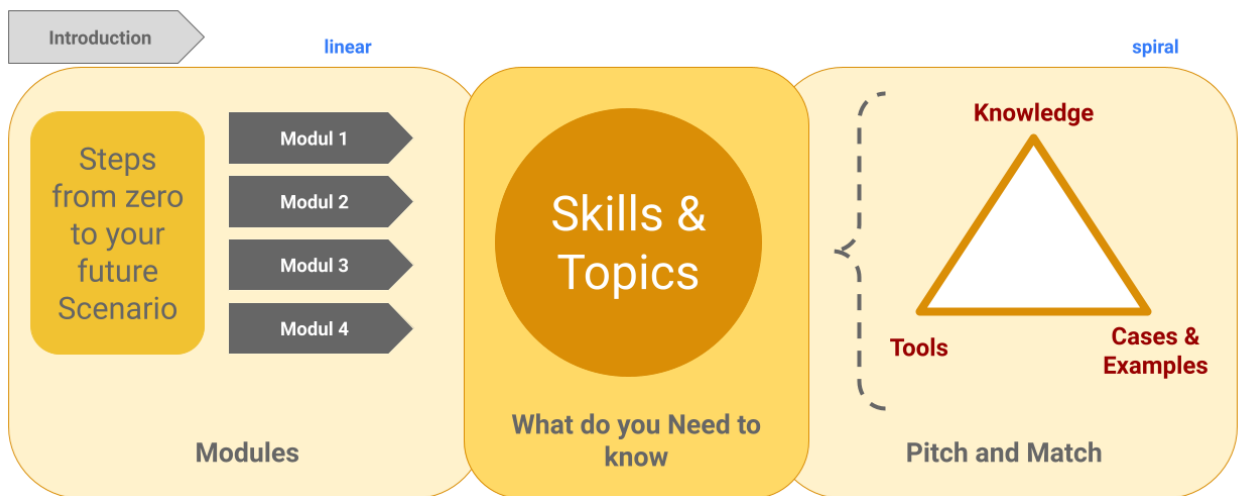 Introduction
linear
spiral
Steps
from zero
to your
future
Scenario
Modul 1
Modul 2
Modul 3
Modul 4
Modules
Skills &
Topics
What do you Need to
know
Knowledge
Tools
Cases &
Examples
Pitch and Match